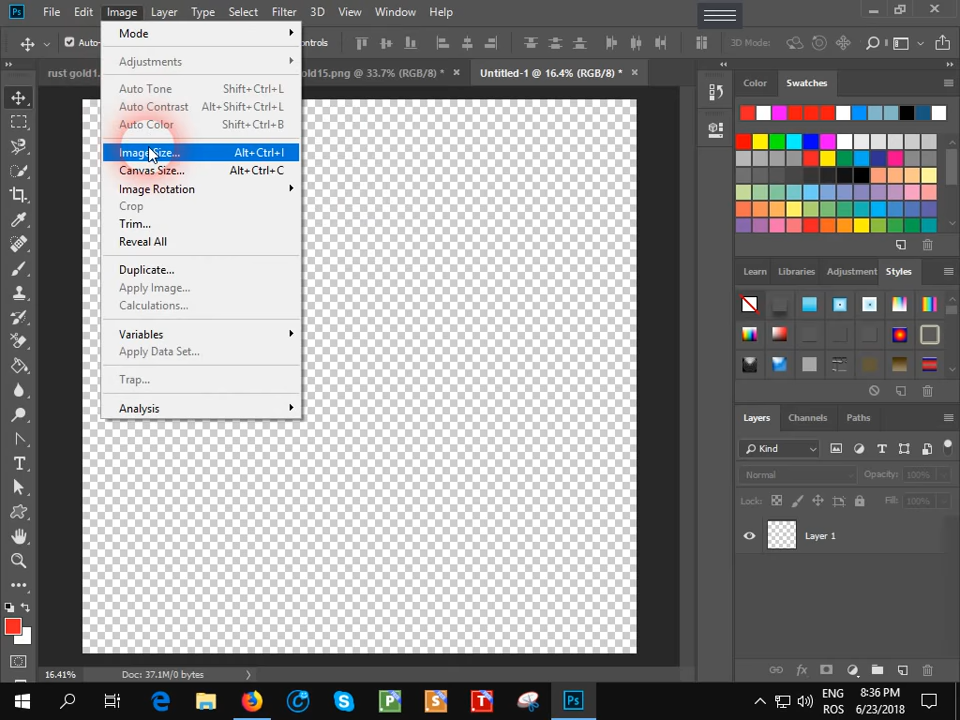 Ps File Edit Image Layer Type Select Filter 3D View Window Help
Auto- ontrols 3D Mode:
rust gold1. old15.png @ 33.7% (RGB/8) * × Untitled-1 @ 16.4% (RGB/8) * ×
Mode
Adjustments
Auto Tone Shift+Ctrl+L
Auto Contrast Alt+Shift+Ctrl+L
Auto Color Shift+Ctrl+B
Image Size... Alt+Ctrl+I
Canvas Size... Alt+Ctrl+C
Image Rotation
Crop
Trim...
Reveal All
Duplicate...
Apply Image...
Calculations...
Variables
Apply Data Set...
Trap...
Analysis
Color Swatches
Learn Libraries Adjustment Styles
Layers Channels Paths
Kind
Normal Opacity: 100%
Lock: Fill: 100%
Layer 1
fx
16.41% Doc: 37.1M/0 bytes
P S T Ps
ENG
ROS
8:36 PM
6/23/2018